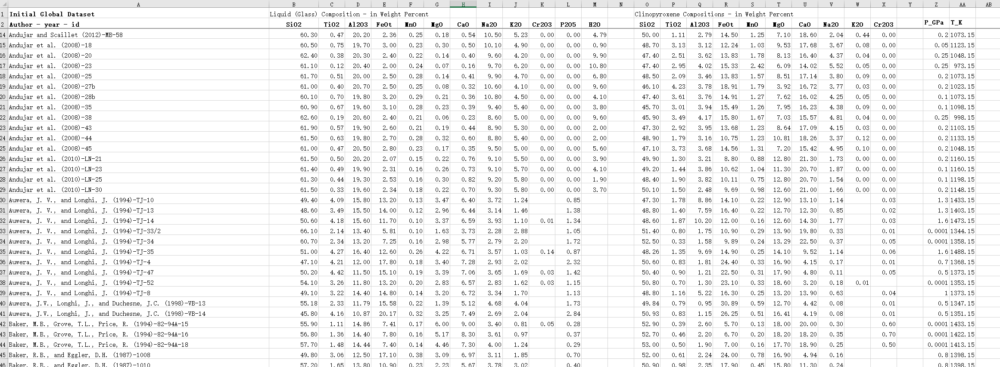 A B C D E F G H I J K L M N O P Q R S T U V W X Y Z AA AB
1 Initial Global Dataset Liquid (Glass) Composition - in Weight Percent Clinopyroxene Compositions - in Weight Percent
2 Author - year - id SiO2 TiO2 Al2O3 FeOt MnO MgO CaO Na2O K2O Cr2O3 P2O5 H2O SiO2 TiO2 Al2O3 FeOt MnO MgO CaO Na2O K2O Cr2O3 P_GPa T_K
14 Andujar and Scaillet (2012)-MB-58 60.30 0.47 20.20 2.36 0.25 0.18 0.54 10.50 5.23 0.00 0.00 4.79 50.00 1.11 2.79 14.50 1.25 7.10 18.60 2.04 0.44 0.00 0.2 1073.15
15 Andujar et al. (2008)-18 60.50 0.75 19.70 3.00 0.23 0.30 0.50 10.10 4.90 0.00 0.00 0.90 48.70 3.13 3.12 12.24 1.03 9.53 17.68 3.67 0.08 0.00 0.05 1123.15
16 Andujar et al. (2008)-20 62.40 0.38 20.30 2.40 0.22 0.14 0.40 9.60 4.20 0.00 0.00 9.90 47.40 2.51 3.62 13.83 1.78 8.13 16.40 4.37 0.04 0.00 0.25 1048.15
17 Andujar et al. (2008)-23 61.10 0.12 20.40 2.00 0.24 0.07 0.16 9.70 6.20 0.00 0.00 10.80 47.40 2.95 4.02 15.33 2.42 6.09 14.02 5.52 0.05 0.00 0.25 973.15
18 Andujar et al. (2008)-25 61.70 0.51 20.00 2.50 0.28 0.14 0.41 9.90 4.70 0.00 0.00 6.80 48.50 2.09 3.46 13.83 1.57 8.51 17.14 3.80 0.09 0.00 0.2 1073.15
19 Andujar et al. (2008)-27b 61.00 0.40 20.70 2.50 0.25 0.08 0.32 10.60 4.10 0.00 0.00 9.60 46.10 4.23 3.78 18.91 1.79 3.92 16.72 3.77 0.03 0.00 0.2 1023.15
20 Andujar et al. (2008)-28b 60.10 0.70 19.80 3.20 0.29 0.21 0.36 10.80 4.50 0.00 0.00 4.10 47.40 3.61 3.76 14.91 1.27 7.62 16.02 4.25 0.05 0.00 0.1 1073.15
21 Andujar et al. (2008)-35 60.90 0.67 19.60 3.10 0.28 0.23 0.39 9.40 5.40 0.00 0.00 3.80 45.70 3.01 3.94 15.49 1.26 7.95 16.23 4.38 0.09 0.00 0.1 1098.15
22 Andujar et al. (2008)-38 62.60 0.19 20.60 2.40 0.21 0.06 0.23 8.60 5.00 0.00 0.00 9.60 45.90 3.49 4.17 15.80 1.67 7.03 15.57 4.81 0.04 0.00 0.25 998.15
23 Andujar et al. (2008)-43 61.90 0.57 19.90 2.60 0.21 0.19 0.44 8.90 5.30 0.00 0.00 2.00 47.30 2.92 3.95 13.68 1.23 8.64 17.09 4.15 0.03 0.00 0.2 1103.15
24 Andujar et al. (2008)-44 61.50 0.63 19.80 2.70 0.28 0.32 0.60 8.80 5.40 0.00 0.00 2.00 48.90 1.79 3.16 10.75 1.23 10.81 18.26 3.37 0.12 0.00 0.2 1133.15
25 Andujar et al. (2008)-45 61.00 0.47 20.50 2.80 0.23 0.17 0.35 9.50 5.00 0.00 0.00 5.60 47.10 3.73 3.68 14.56 1.31 7.20 15.42 4.95 0.10 0.00 0.2 1048.15
26 Andujar et al. (2010)-LN-21 61.50 0.50 20.20 2.07 0.15 0.22 0.76 9.10 5.50 0.00 0.00 3.90 49.90 1.30 3.21 8.80 0.88 12.80 21.30 1.73 0.00 0.00 0.2 1160.15
27 Andujar et al. (2010)-LN-23 61.40 0.49 19.90 2.31 0.16 0.26 0.73 9.10 5.70 0.00 0.00 4.10 49.20 1.44 3.86 10.62 1.04 11.30 20.70 1.87 0.00 0.00 0.1 1160.15
28 Andujar et al. (2010)-LN-25 61.30 0.44 19.30 2.53 0.16 0.30 0.82 9.20 5.80 0.00 0.00 1.90 48.40 1.90 3.82 10.11 0.75 12.80 20.70 1.54 0.00 0.00 0.1 1198.15
29 Andujar et al. (2010)-LN-30 61.50 0.33 19.60 2.34 0.18 0.22 0.70 9.30 5.80 0.00 0.00 3.70 50.10 1.50 2.48 9.69 0.98 12.60 21.00 1.66 0.00 0.00 0.2 1148.15
30 Auwera, J. V., and Longhi, J. (1994)-TJ-10 49.40 4.09 15.80 13.20 0.13 3.47 6.40 3.72 1.24 0.85 47.30 1.78 8.86 14.10 0.22 12.90 13.10 1.14 0.03 1.3 1433.15
31 Auwera, J. V., and Longhi, J. (1994)-TJ-13 48.60 3.49 15.50 14.00 0.12 2.96 6.44 3.14 1.46 1.38 48.80 1.40 7.59 16.40 0.22 12.70 12.30 0.85 0.02 1.3 1403.15
32 Auwera, J. V., and Longhi, J. (1994)-TJ-14 50.60 4.18 15.60 11.70 0.10 3.37 6.59 3.93 1.10 0.01 1.34 48.60 1.87 10.20 12.00 0.16 12.60 14.30 1.77 0.03 1.6 1473.15
33 Auwera, J. V., and Longhi, J. (1994)-TJ-33/2 66.10 2.14 13.40 5.81 0.10 1.63 3.73 2.28 2.88 1.05 51.40 0.80 1.75 10.90 0.29 13.90 19.80 0.33 0.01 0.0001 1344.15
34 Auwera, J. V., and Longhi, J. (1994)-TJ-34 60.70 2.34 13.20 7.25 0.16 2.98 5.77 2.79 2.20 1.72 52.50 0.33 1.58 9.89 0.24 13.29 22.50 0.37 0.05 0.0001 1358.15
35 Auwera, J. V., and Longhi, J. (1994)-TJ-35 51.00 4.27 16.40 12.60 0.26 4.22 6.71 3.57 1.03 0.14 0.87 48.26 1.35 9.69 14.90 0.25 14.10 9.52 1.14 0.06 1.6 1488.15
36 Auwera, J. V., and Longhi, J. (1994)-TJ-4 47.10 4.21 12.00 17.80 0.18 3.40 7.28 2.93 2.02 2.32 50.60 0.83 1.81 24.40 0.33 16.90 4.15 0.17 0.01 0.7 1368.15
37 Auwera, J. V., and Longhi, J. (1994)-TJ-47 50.20 4.42 11.50 15.10 0.19 3.39 7.06 3.65 1.69 0.03 1.42 50.40 0.90 1.21 22.50 0.31 17.90 4.80 0.11 0.05 0.5 1373.15
38 Auwera, J. V., and Longhi, J. (1994)-TJ-52 54.10 3.26 11.80 13.20 0.20 2.83 6.57 2.83 1.62 0.03 1.15 50.80 0.70 1.30 23.10 0.33 18.60 3.20 0.18 0.01 0.0001 1353.15
39 Auwera, J. V., and Longhi, J. (1994)-TJ-8 49.10 3.22 14.40 14.80 0.14 3.20 6.72 3.34 1.70 1.13 48.80 1.16 5.22 16.30 0.25 13.20 13.90 0.63 0.04 1 1373.15
40 Auwera, J.V., Longhi, J., and Duchesne, J.C. (1998)-VB-13 55.18 2.33 11.79 15.58 0.22 1.39 5.12 4.68 4.04 1.73 49.84 0.79 0.95 30.89 0.59 12.70 4.42 0.08 0.01 0.5 1347.15
41 Auwera, J.V., Longhi, J., and Duchesne, J.C. (1998)-VB-14 45.80 4.16 10.87 20.17 0.32 3.25 7.49 2.69 2.04 2.84 50.93 0.83 1.15 26.25 0.51 16.41 4.19 0.08 0.01 0.5 1351.15
42 Baker, M.B., Grove, T.L., Price, R. (1994)-82-94A-15 55.90 1.11 14.86 7.41 0.17 6.00 9.00 3.40 0.81 0.05 0.28 52.90 0.39 2.60 5.70 0.13 18.00 20.00 0.30 0.60 0.0001 1433.15
43 Baker, M.B., Grove, T.L., Price, R. (1994)-82-94A-16 56.80 1.36 14.40 7.80 0.16 5.17 8.30 3.61 0.97 0.37 52.70 0.46 2.20 6.70 0.20 18.20 18.20 0.35 0.70 0.0001 1422.15
44 Baker, M.B., Grove, T.L., Price, R. (1994)-82-94A-18 57.70 1.48 14.44 7.40 0.14 4.46 7.30 4.00 1.24 0.29 53.00 0.50 1.90 7.00 0.16 17.70 18.90 0.25 0.50 0.0001 1413.15
45 Baker, R.B., and Eggler, D.H. (1987)-1008 49.80 3.06 12.50 17.10 0.38 3.09 6.97 3.11 1.85 0.70 52.00 0.61 2.24 24.00 0.78 16.90 4.94 0.16 0.8 1398.15
46 Baker, R.B., and Eggler, D.H. (1987)-1010 57.20 1.65 13.80 10.90 0.23 2.23 5.67 3.78 3.02 0.40 50.90 0.98 2.35 17.90 0.45 15.80 11.30 0.24 0.8 1398.15